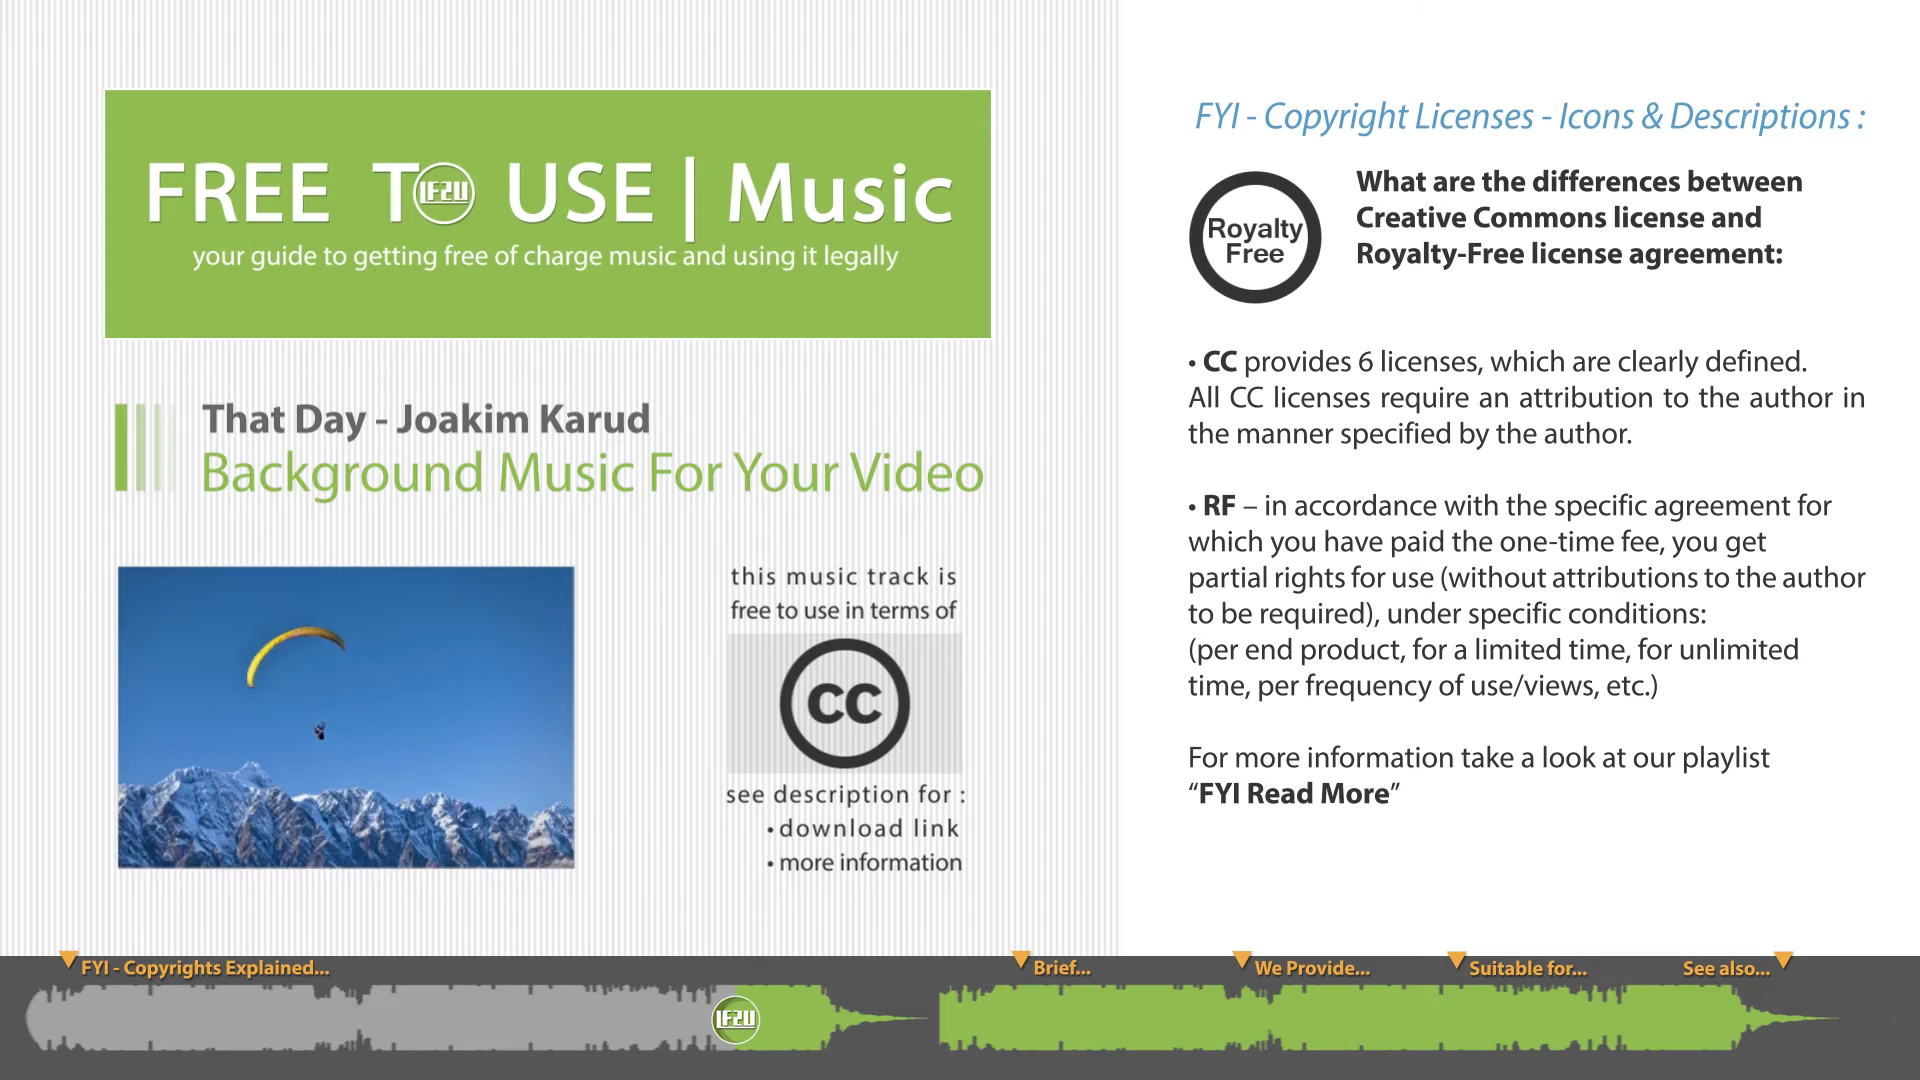 FREE TO USE | Music
LF2U
your guide to getting free of charge music and using it legally
That Day - Joakim Karud
Background Music For Your Video
this music track is
free to use in terms of
CC
see description for :
• download link
• more information
FYI - Copyright Licenses - Icons & Descriptions :
Royalty
Free
What are the differences between
Creative Commons license and
Royalty-Free license agreement:
• CC provides 6 licenses, which are clearly defined.
All CC licenses require an attribution to the author in
the manner specified by the author.
• RF – in accordance with the specific agreement for
which you have paid the one-time fee, you get
partial rights for use (without attributions to the author
to be required), under specific conditions:
(per end product, for a limited time, for unlimited
time, per frequency of use/views, etc.)
For more information take a look at our playlist
“FYI Read More”
FYI - Copyrights Explained...
Brief...
We Provide...
Suitable for...
See also...
LF2U